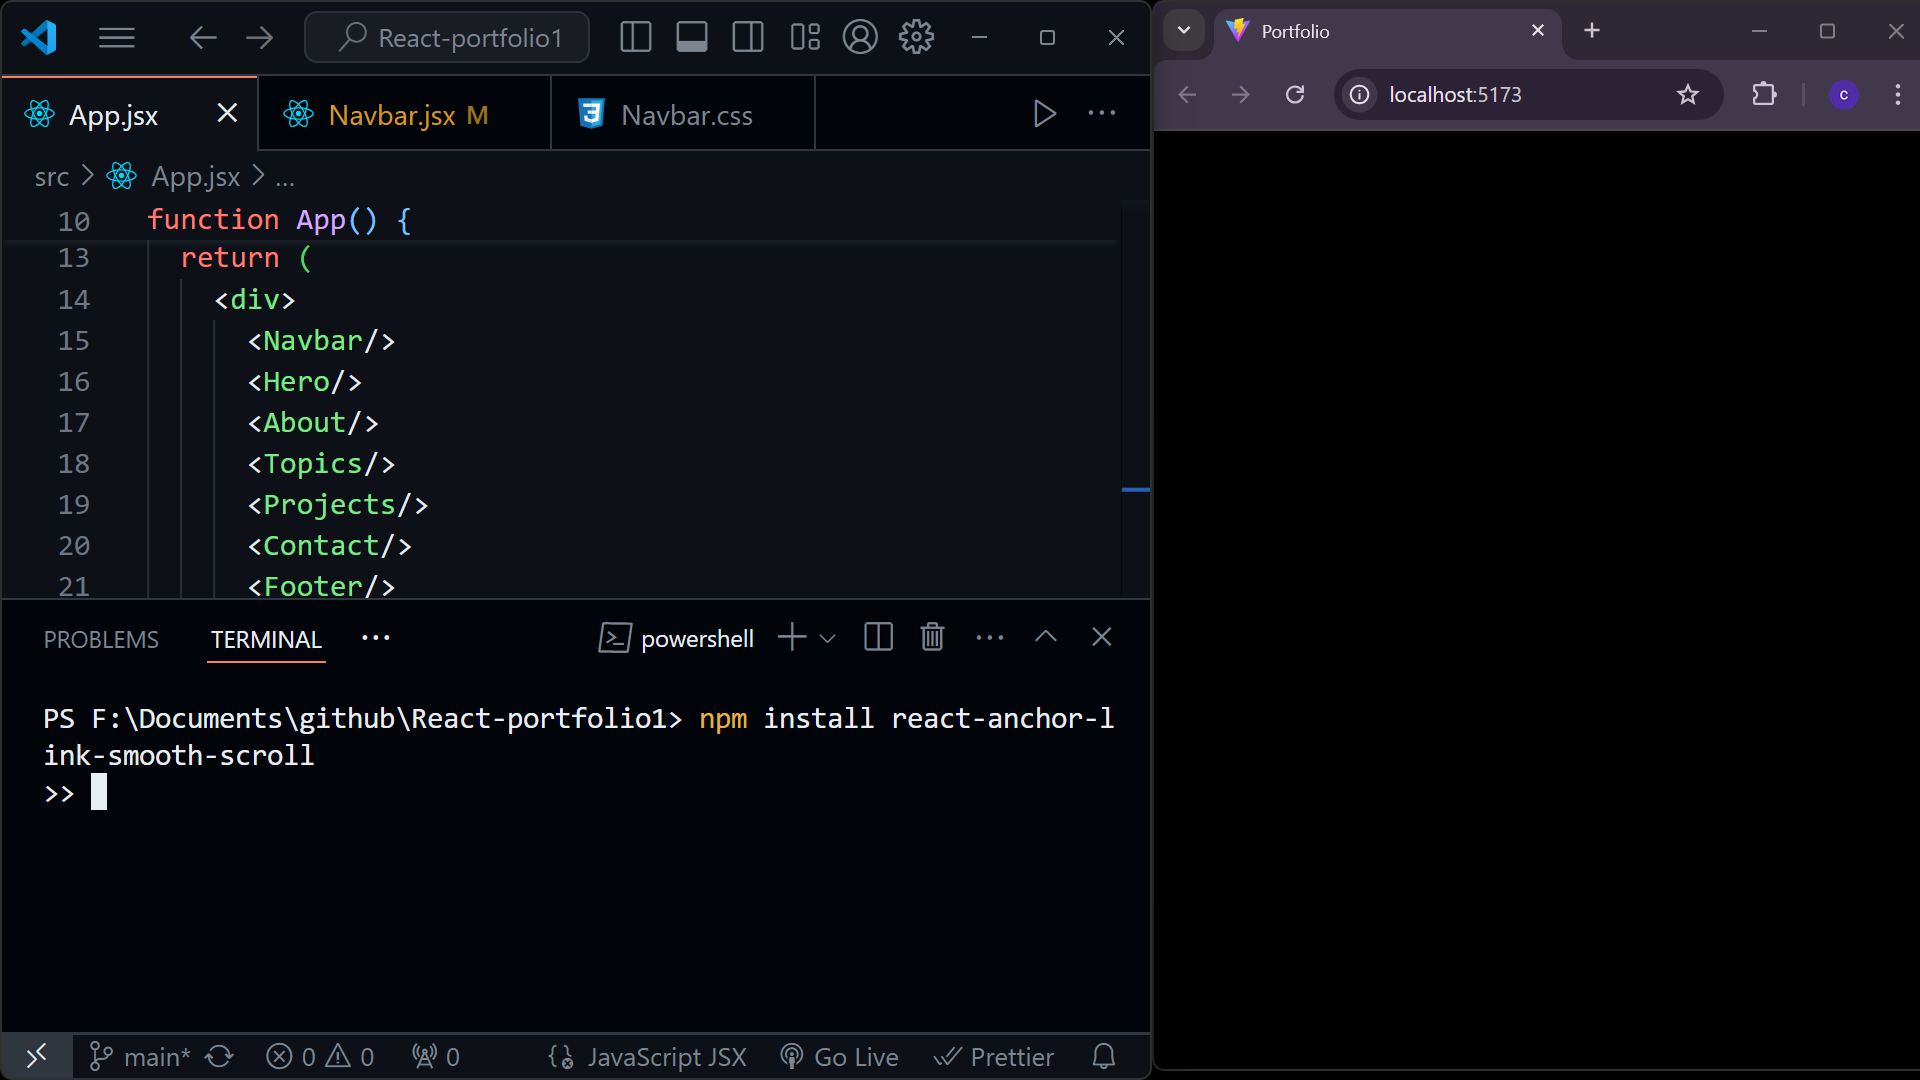 React-portfolio1
App.jsx
Navbar.jsx M
Navbar.css
src > App.jsx > ...
10 function App() {
13 return (
14 <div>
15 <Navbar/>
16 <Hero/>
17 <About/>
18 <Topics/>
19 <Projects/>
20 <Contact/>
21 <Footer/>
PROBLEMS TERMINAL ... powershell
PS F:\Documents\github\React-portfolio1> npm install react-anchor-l
ink-smooth-scroll
>>
main* 0 0 0 JavaScript JSX Go Live Prettier
Portfolio
localhost:5173
c